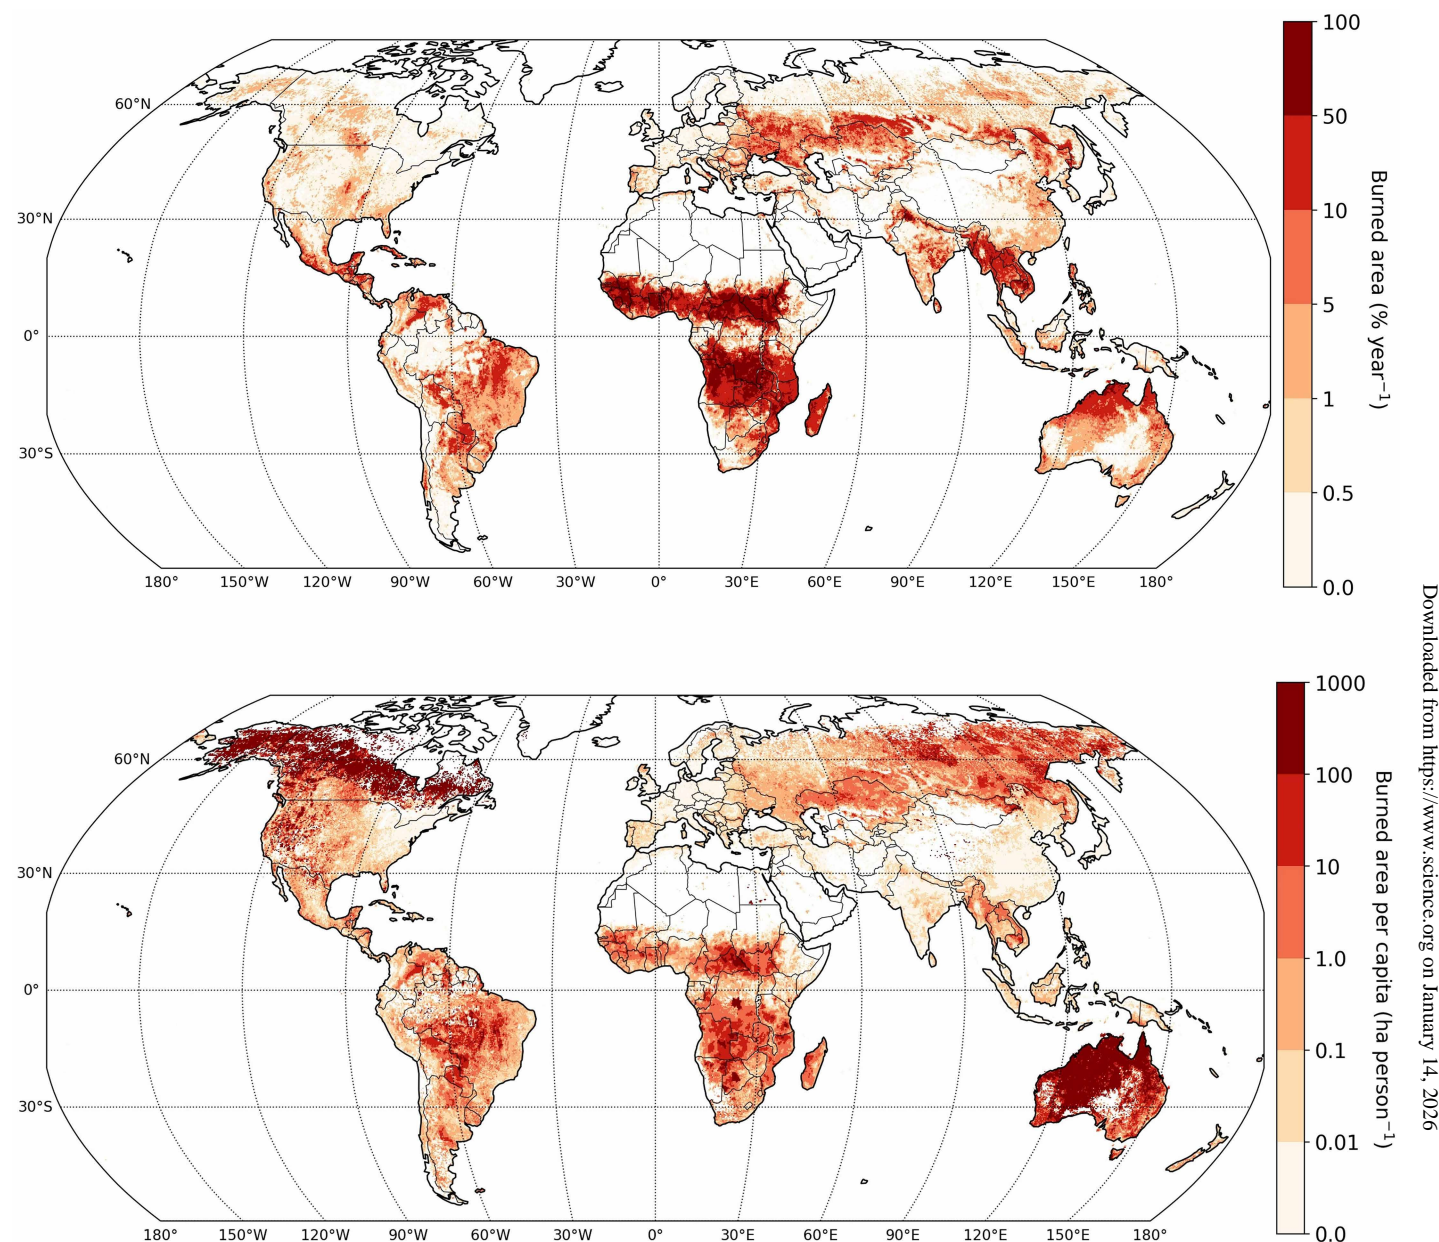 100
50
10
5
1
0.5
0.0
Burned area (% year⁻¹)
60°N
30°N
0°
30°S
180° 150°W 120°W 90°W 60°W 30°W 0° 30°E 60°E 90°E 120°E 150°E 180°
1000
100
10
1.0
0.1
0.01
0.0
Burned area per capita (ha person⁻¹)
60°N
30°N
0°
30°S
180° 150°W 120°W 90°W 60°W 30°W 0° 30°E 60°E 90°E 120°E 150°E 180°
Downloaded from https://www.science.org on January 14, 2026